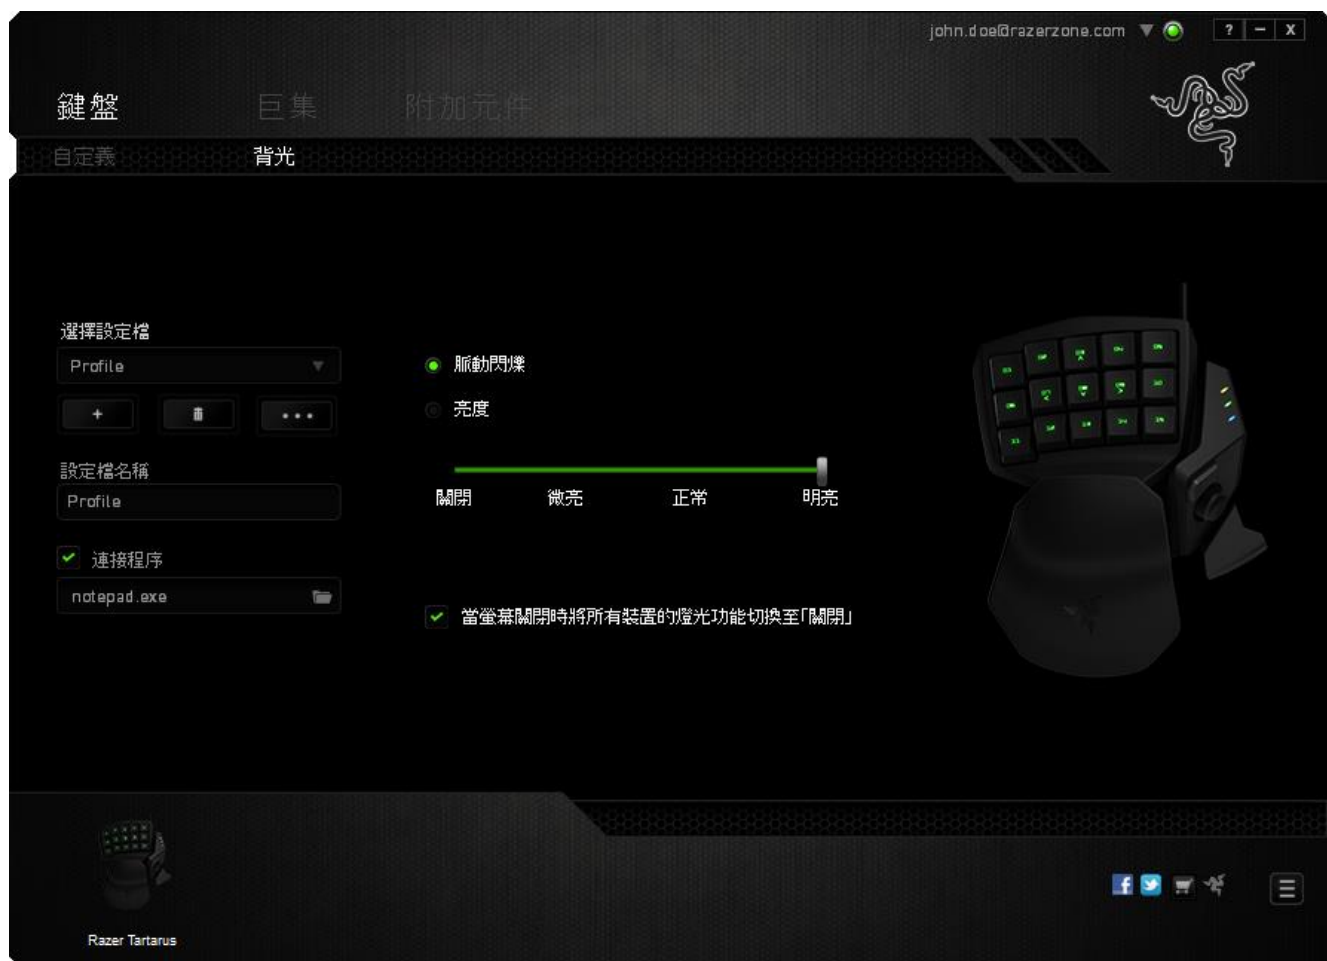 john.doe@razerzone.com
? – X
鍵盤 巨集 附加元件
自定義 背光
選擇設定檔
Profile
+
設定檔名稱
Profile
連接程序
notepad.exe
脈動閃爍
亮度
關閉 微亮 正常 明亮
當螢幕關閉時將所有裝置的燈光功能切換至「關閉」
Razer Tartarus